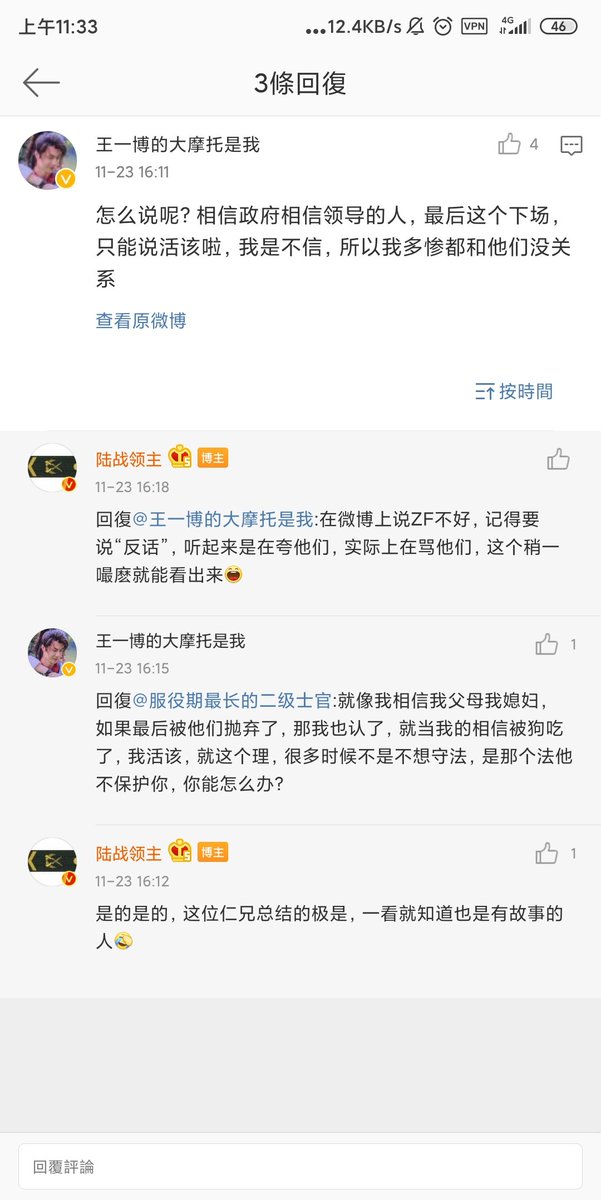 上午11:33
...12.4KB/s
VPN
4G
46
3條回復
王一博的大摩托是我
4
11-23 16:11
怎么说呢? 相信政府相信领导的人, 最后这个下场,
只能说活该啦, 我是不信, 所以我多惨都和他们没关
系
查看原微博
按時間
陆战领主
5
博主
11-23 16:18
回復@王一博的大摩托是我:在微博上说ZF不好, 记得要
说“反话”, 听起来是在夸他们, 实际上在骂他们, 这个稍一
嘬麽就能看出来😄
王一博的大摩托是我
1
11-23 16:15
回復@服役期最长的二级士官:就像我相信我父母我媳妇,
如果最后被他们抛弃了, 那我也认了, 就当我的相信被狗吃
了, 我活该, 就这个理, 很多时候不是不想守法, 是那个法他
不保护你, 你能怎么办?
陆战领主
5
博主
1
11-23 16:12
是的是的, 这位仁兄总结的极是, 一看就知道也是有故事的
人🤣
回覆評論